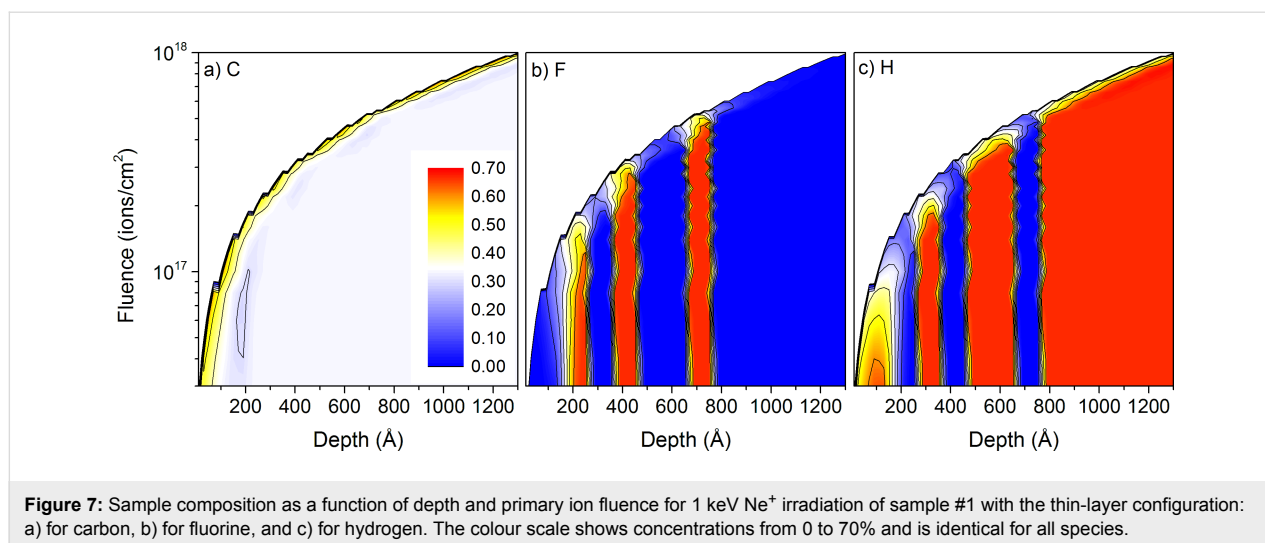 10^18
10^17
Fluence (ions/cm^2)
a) C
0.70
0.60
0.50
0.40
0.30
0.20
0.10
0.00
200 400 600 800 1000 1200
Depth (Å)
b) F
200 400 600 800 1000 1200
Depth (Å)
c) H
200 400 600 800 1000 1200
Depth (Å)
Figure 7: Sample composition as a function of depth and primary ion fluence for 1 keV Ne^+ irradiation of sample #1 with the thin-layer configuration:
a) for carbon, b) for fluorine, and c) for hydrogen. The colour scale shows concentrations from 0 to 70% and is identical for all species.